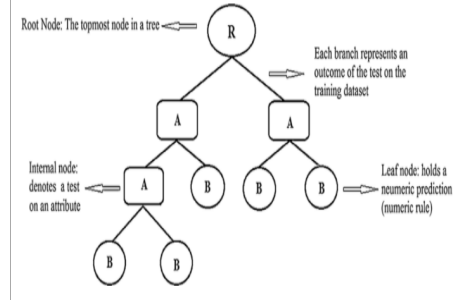 Root Node: The topmost node in a tree
R
Each branch represents an
outcome of the test on the
training dataset
A
A
Internal node:
denotes a test
on an attribute
A
B
B
B
Leaf node: holds a
neumeric prediction
(numeric rule)
B
B